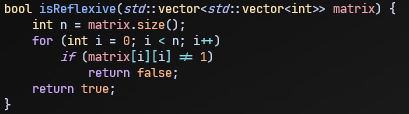 bool isReflexive(std::vector<std::vector<int>> matrix) {
    int n = matrix.size();
    for (int i = 0; i < n; i++)
        if (matrix[i][i] != 1)
            return false;
    return true;
}